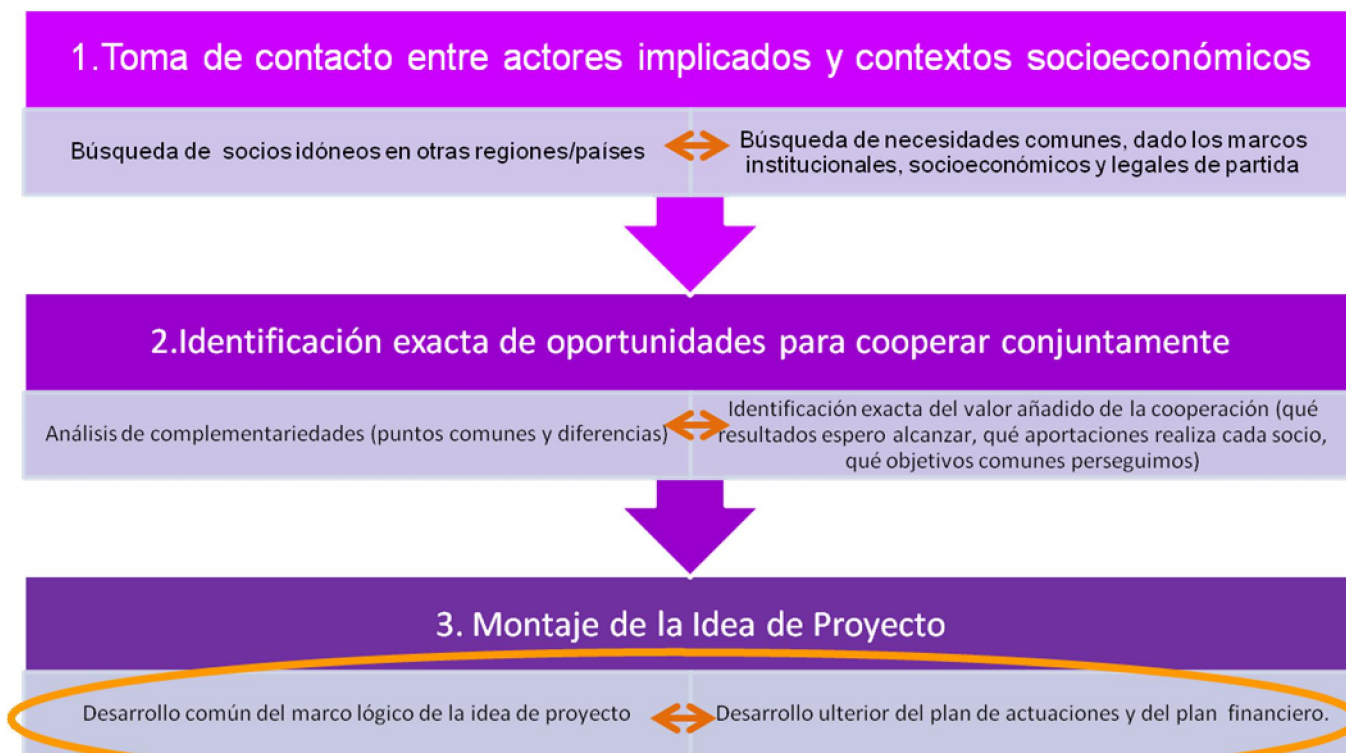 1.Toma de contacto entre actores implicados y contextos socioeconómicos
Búsqueda de socios idóneos en otras regiones/países
Búsqueda de necesidades comunes, dado los marcos
institucionales, socioeconómicos y legales de partida
2.Identificación exacta de oportunidades para cooperar conjuntamente
Análisis de complementariedades (puntos comunes y diferencias)
Identificación exacta del valor añadido de la cooperación (qué
resultados espero alcanzar, qué aportaciones realiza cada socio,
qué objetivos comunes perseguimos)
3. Montaje de la Idea de Proyecto
Desarrollo común del marco lógico de la idea de proyecto
Desarrollo ulterior del plan de actuaciones y del plan financiero.